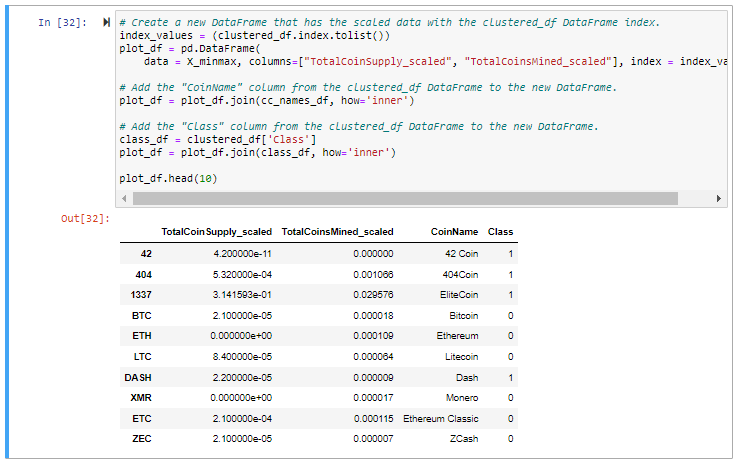 In [32]:
# Create a new DataFrame that has the scaled data with the clustered_df DataFrame index.
index_values = (clustered_df.index.tolist())
plot_df = pd.DataFrame(
data = X_minmax, columns=["TotalCoinSupply_scaled", "TotalCoinsMined_scaled"], index = index_va
# Add the "CoinName" column from the clustered_df DataFrame to the new DataFrame.
plot_df = plot_df.join(cc_names_df, how='inner')
# Add the "Class" column from the clustered_df DataFrame to the new DataFrame.
class_df = clustered_df['Class']
plot_df = plot_df.join(class_df, how='inner')
plot_df.head(10)
Out[32]:
TotalCoinSupply_scaled TotalCoinsMined_scaled CoinName Class
42 4.200000e-11 0.000000 42 Coin 1
404 5.320000e-04 0.001066 404Coin 1
1337 3.141593e-01 0.029576 EliteCoin 1
BTC 2.100000e-05 0.000018 Bitcoin 0
ETH 0.000000e+00 0.000109 Ethereum 0
LTC 8.400000e-05 0.000064 Litecoin 0
DASH 2.200000e-05 0.000009 Dash 1
XMR 0.000000e+00 0.000017 Monero 0
ETC 2.100000e-04 0.000115 Ethereum Classic 0
ZEC 2.100000e-05 0.000007 ZCash 0